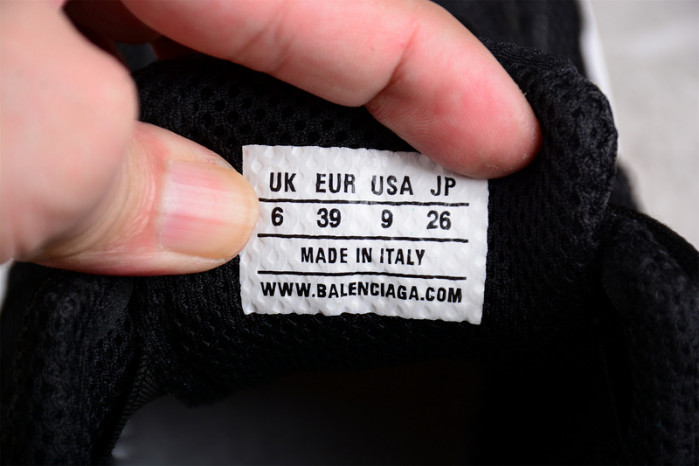 UK EUR USA JP
6 39 9 26
MADE IN ITALY
WWW.BALENCIAGA.COM